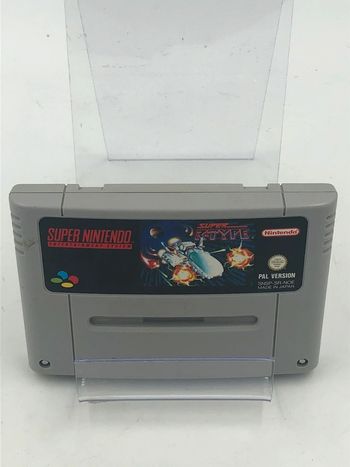 SUPER NINTENDO
ENTERTAINMENT SYSTEM
SUPER
R-TYPE
Nintendo
PAL VERSION
SNSP-SR-NOE
MADE IN JAPAN